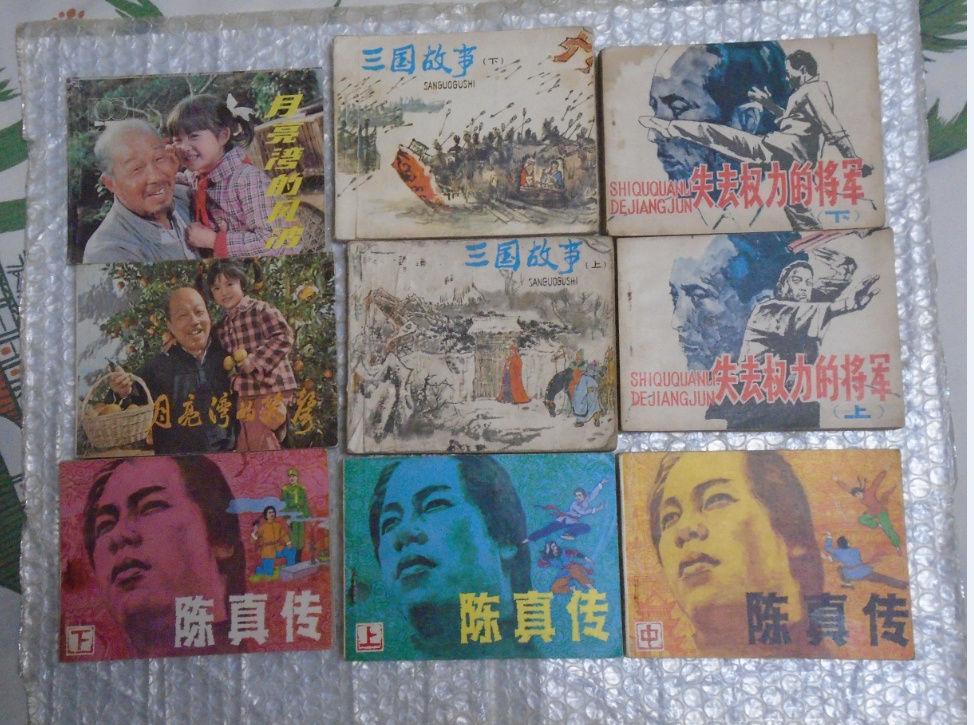 月亮湾的风波
三国故事(下)
SANGUOGUSHI
SHIQUQUANLI
DEJIANGJUN
失去权力的将军
(下)
月亮湾的笑声
三国故事(上)
SANGUOGUSHI
SHIQUQUANLI
DEJIANGJUN
失去权力的将军
(上)
下
陈真传
上
陈真传
中
陈真传